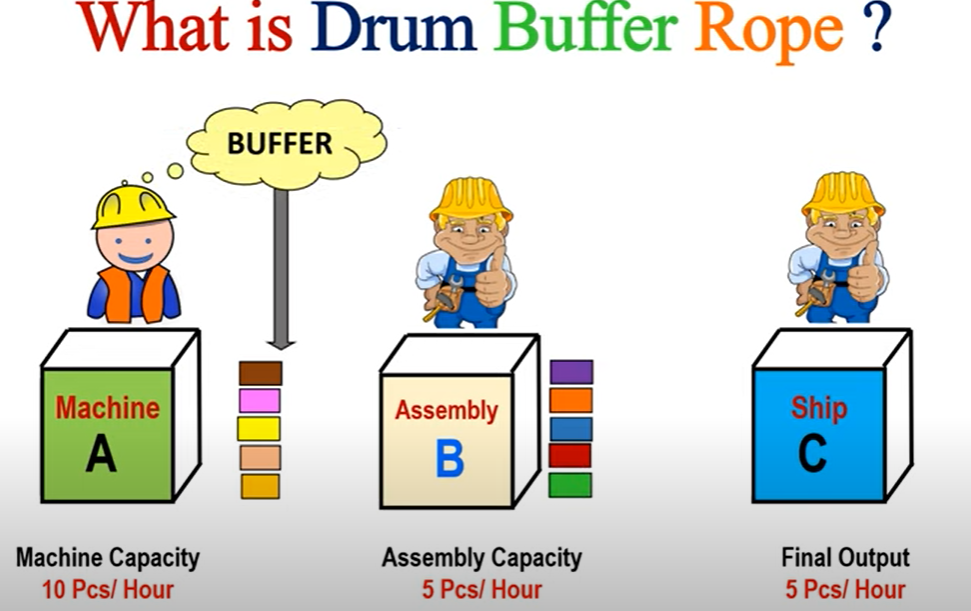 What is Drum Buffer Rope ?
BUFFER
Machine
A
Assembly
B
Ship
C
Machine Capacity
10 Pcs/ Hour
Assembly Capacity
5 Pcs/ Hour
Final Output
5 Pcs/ Hour